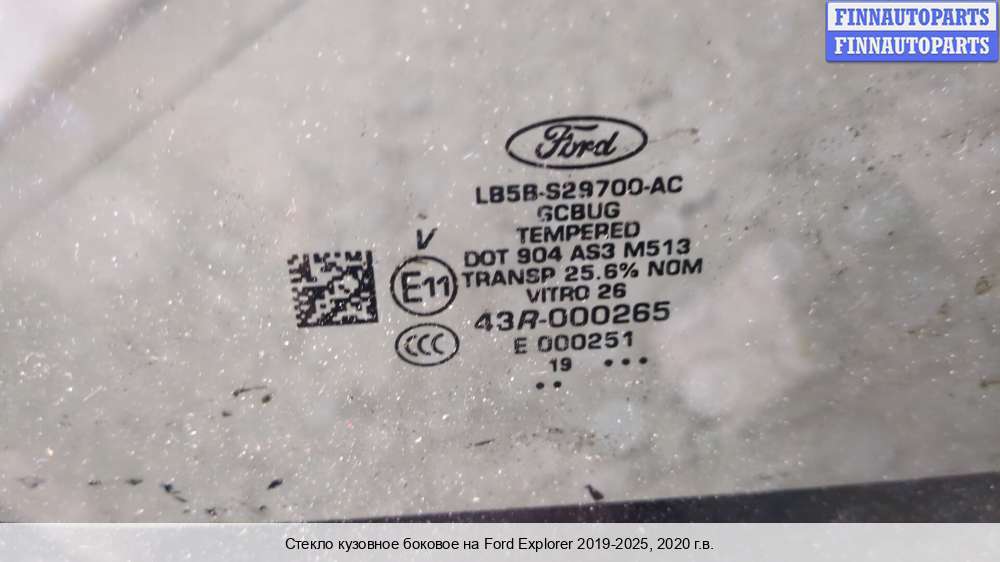 FINNAUTOPARTS
FINNAUTOPARTS
Ford
LB5B-S29700-AC
GCBUG
TEMPERED
DOT 904 AS3 M513
TRANSP. 25.6% NOM
VITRO 26
43R-000265
E 000251
19
V
E11
CCC
Стекло кузовное боковое на Ford Explorer 2019-2025, 2020 г.в.